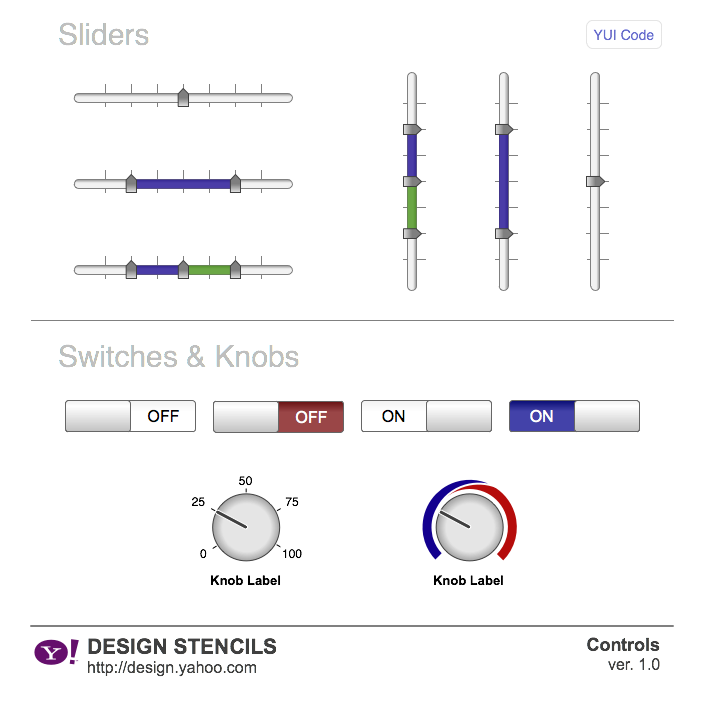 Sliders
YUI Code
Switches & Knobs
OFF
OFF
ON
ON
50
25
75
0
100
Knob Label
Knob Label
Y!
DESIGN STENCILS
http://design.yahoo.com
Controls
ver. 1.0